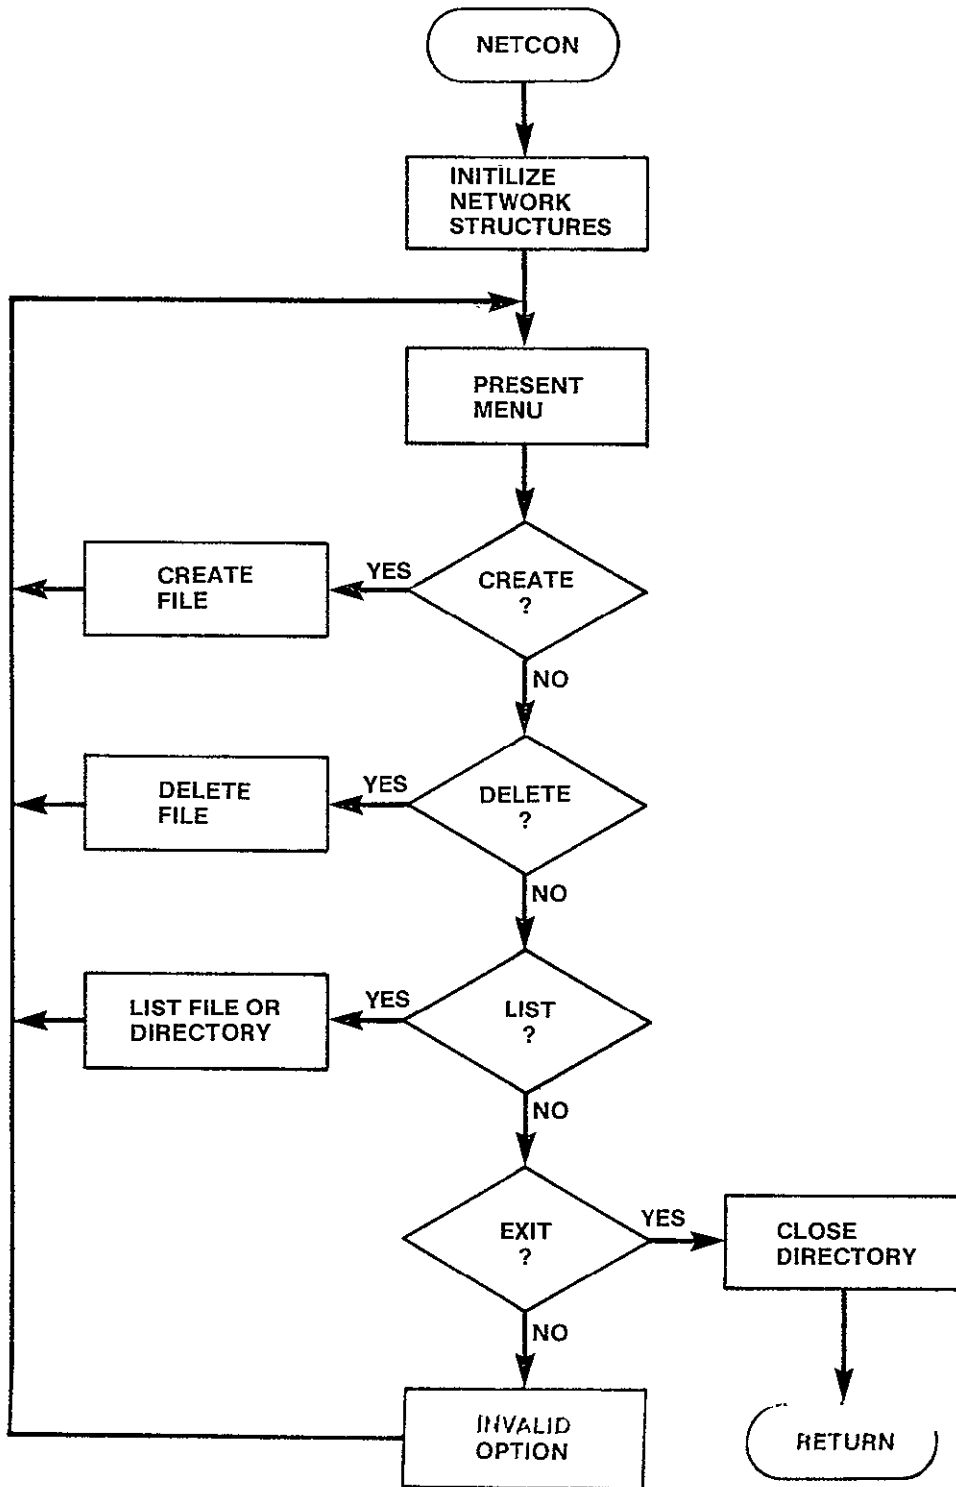 NETCON
INITILIZE
NETWORK
STRUCTURES
PRESENT
MENU
CREATE
FILE
YES
CREATE
?
NO
DELETE
FILE
YES
DELETE
?
NO
LIST FILE OR
DIRECTORY
YES
LIST
?
NO
EXIT
?
YES
CLOSE
DIRECTORY
NO
INVALID
OPTION
RETURN